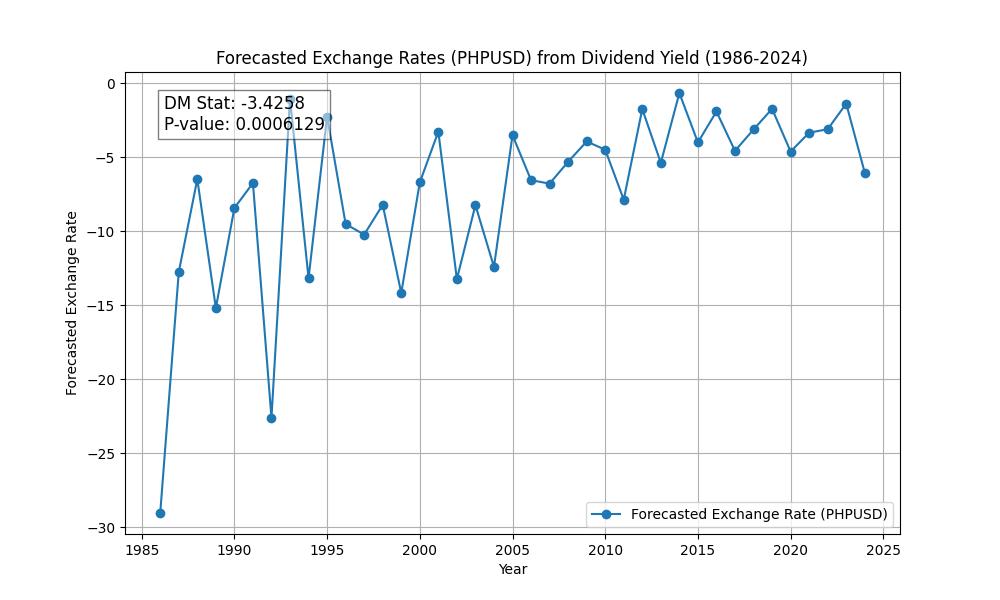 Forecasted Exchange Rates (PHPUSD) from Dividend Yield (1986-2024)
DM Stat: -3.4258
P-value: 0.0006129
Forecasted Exchange Rate
0
−5
−10
−15
−20
−25
−30
Forecasted Exchange Rate (PHPUSD)
1985 1990 1995 2000 2005 2010 2015 2020 2025
Year